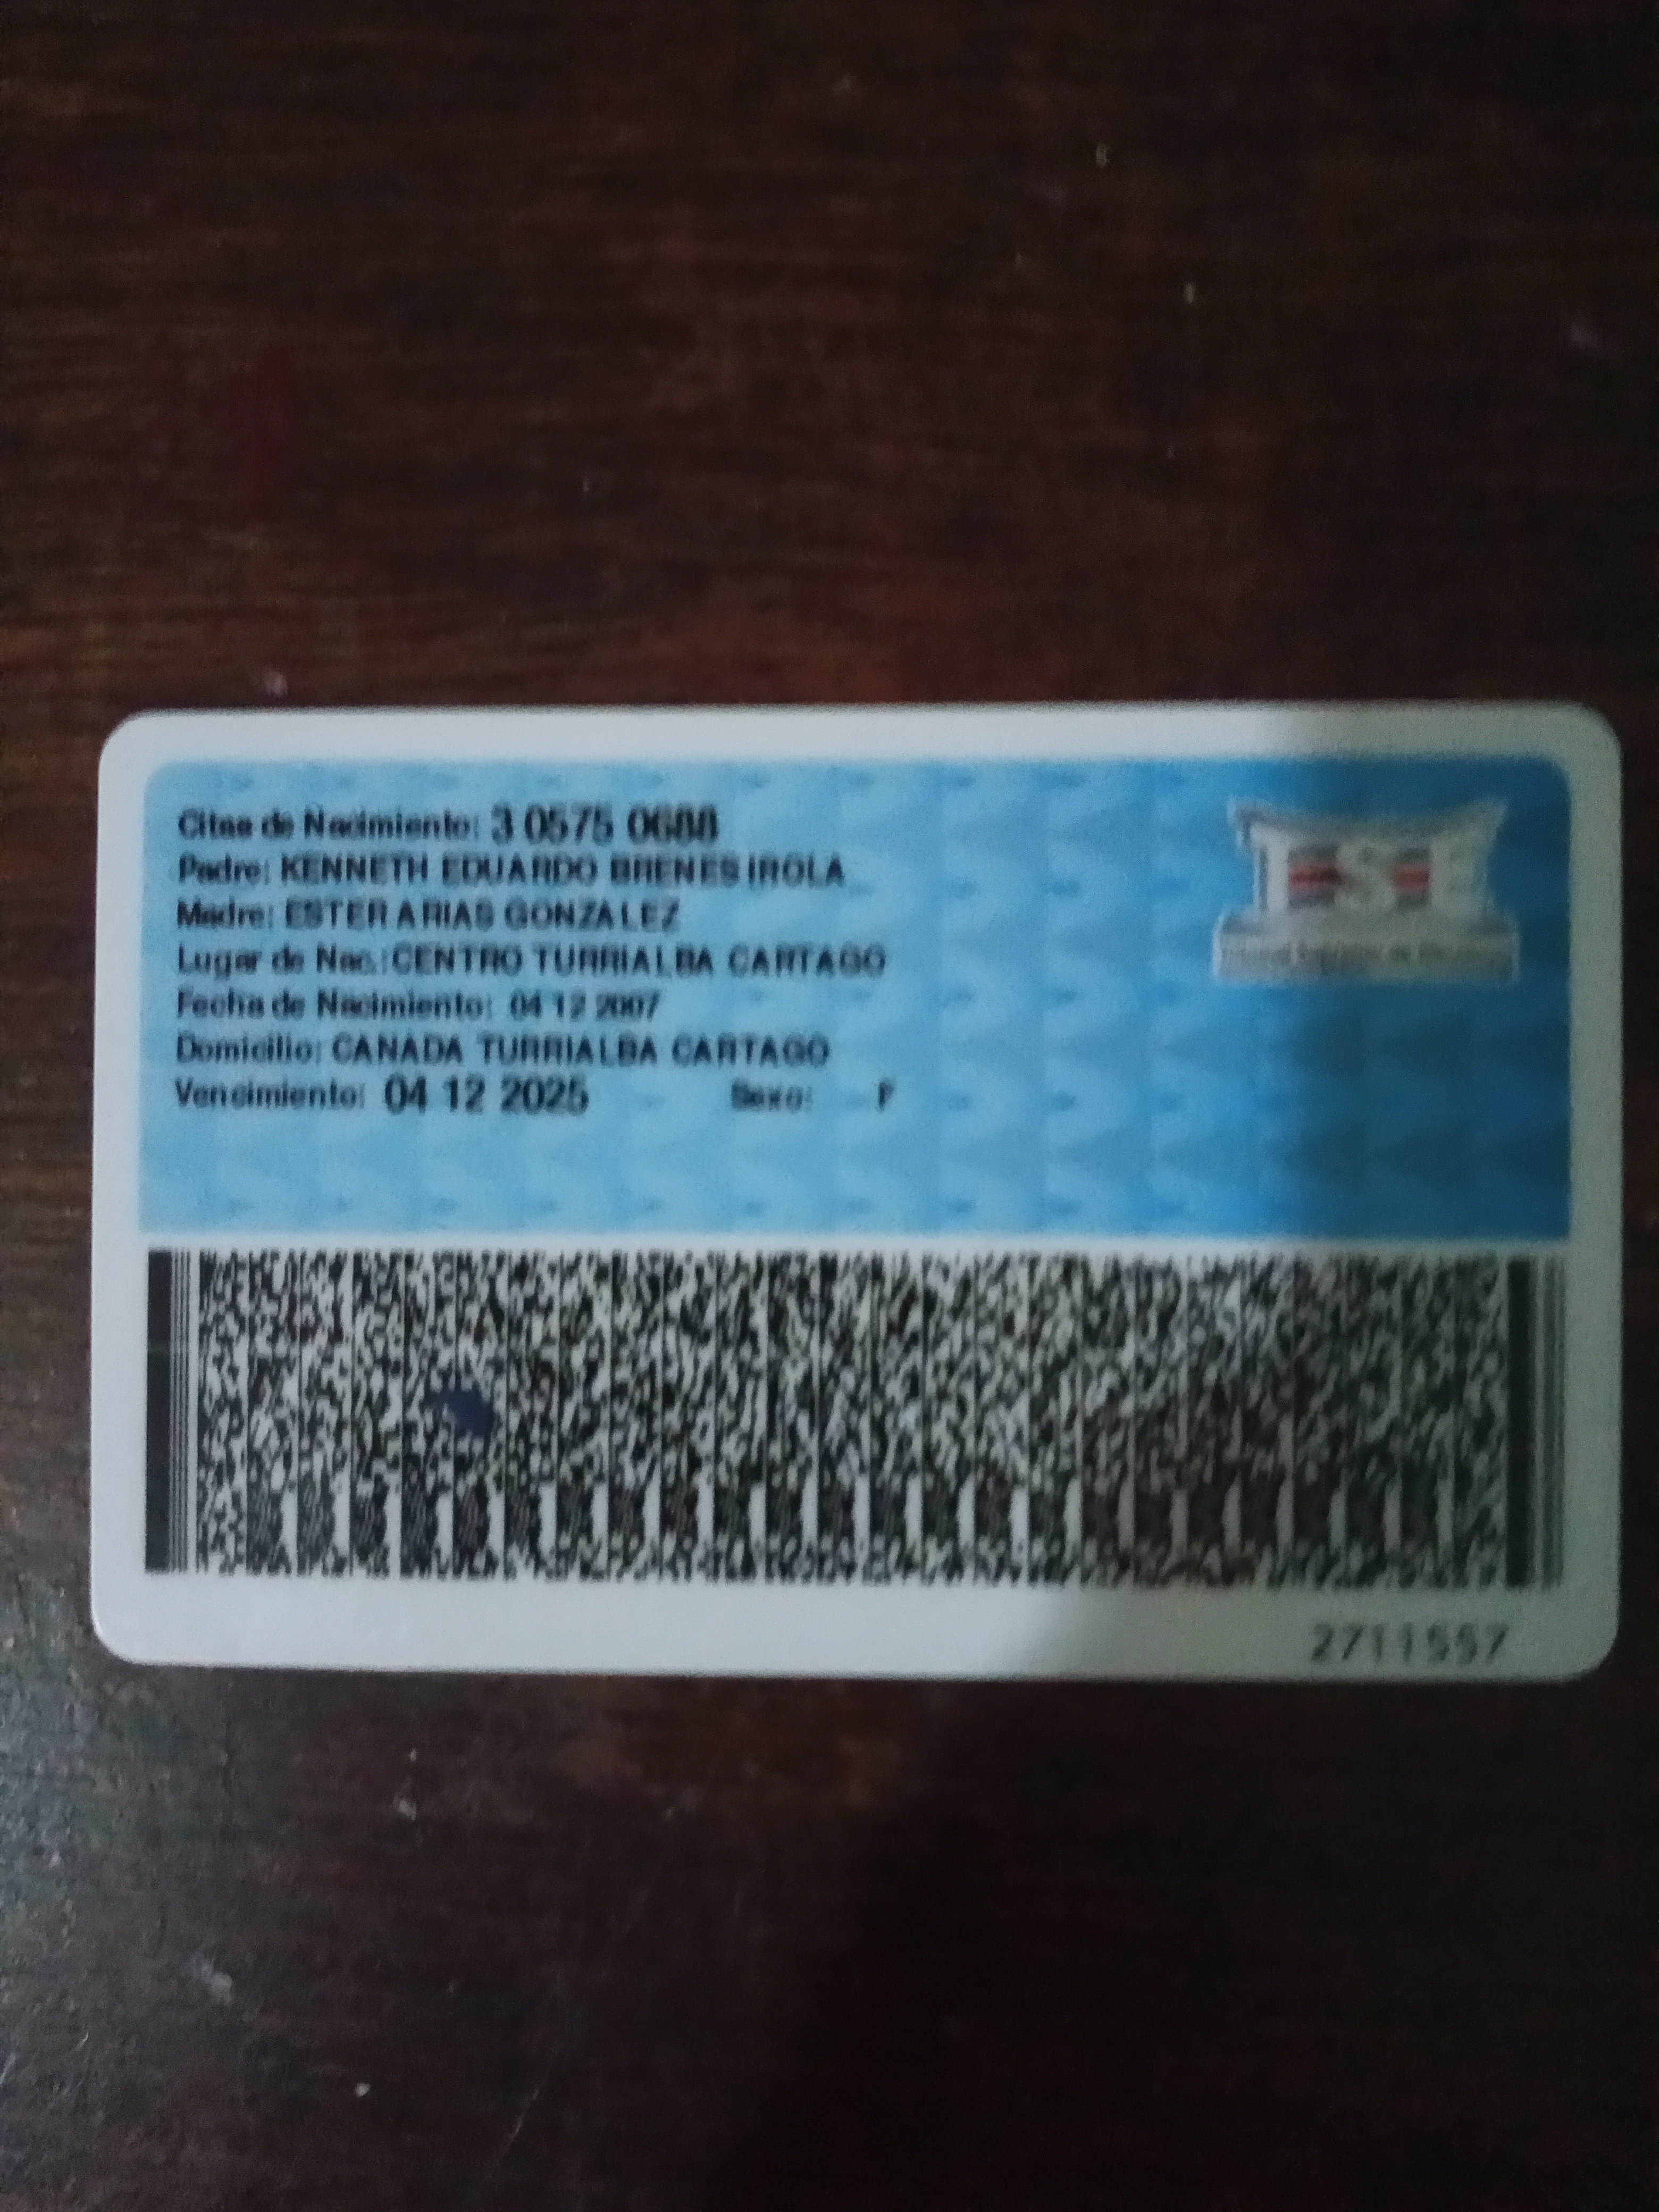 Citas de Nacimiento: 3 0575 0688
Padre: KENNETH EDUARDO BRENES IROLA
Madre: ESTER ARIAS GONZALEZ
Lugar de Nac.: CENTRO TURRIALBA CARTAGO
Fecha de Nacimiento: 04 12 2007
Domicilio: CANADA TURRIALBA CARTAGO
Vencimiento: 04 12 2025 Sexo: F
TSE
2711557